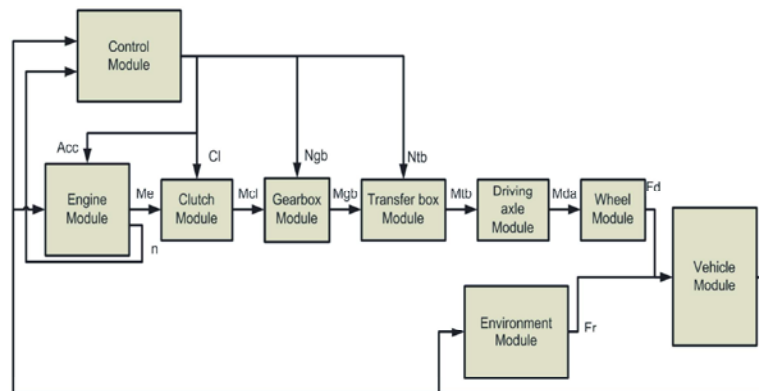 Control
Module
Acc
Cl
Ngb
Ntb
Engine
Module
Me
Clutch
Module
Mcl
Gearbox
Module
Mgb
Transfer box
Module
Mtb
Driving
axle
Module
Mda
Wheel
Module
Fd
n
Vehicle
Module
Environment
Module
Fr